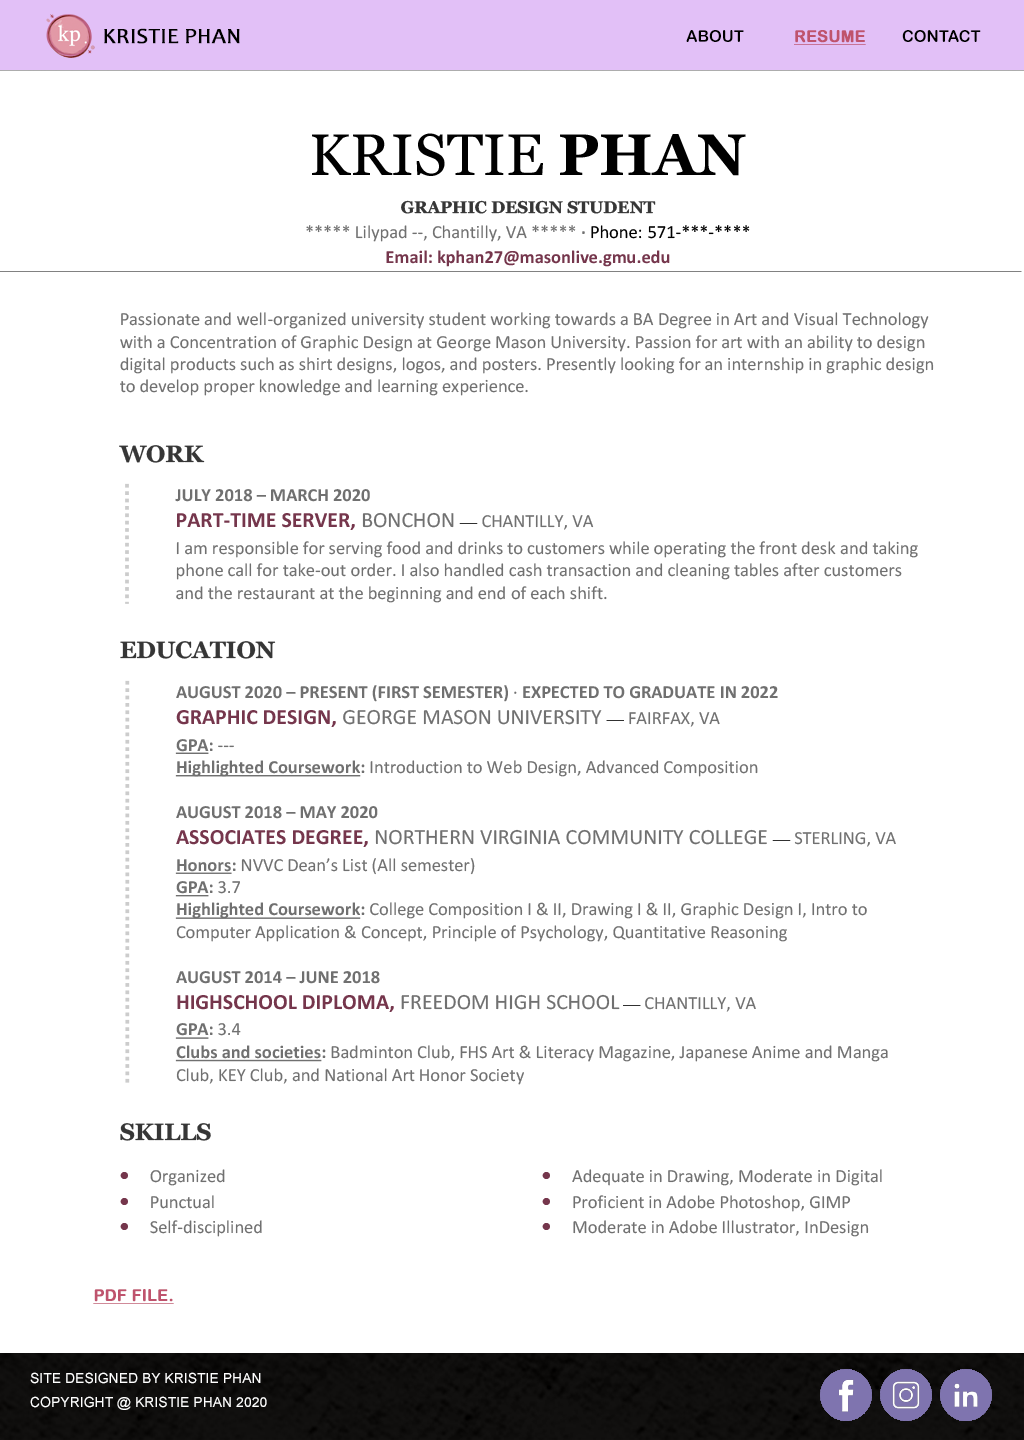 kp KRISTIE PHAN ABOUT RESUME CONTACT
KRISTIE PHAN
GRAPHIC DESIGN STUDENT
***** Lilypad --, Chantilly, VA ***** · Phone: 571-***-****
Email: kphan27@masonlive.gmu.edu
Passionate and well-organized university student working towards a BA Degree in Art and Visual Technology
with a Concentration of Graphic Design at George Mason University. Passion for art with an ability to design
digital products such as shirt designs, logos, and posters. Presently looking for an internship in graphic design
to develop proper knowledge and learning experience.
WORK
JULY 2018 – MARCH 2020
PART-TIME SERVER, BONCHON — CHANTILLY, VA
I am responsible for serving food and drinks to customers while operating the front desk and taking
phone call for take-out order. I also handled cash transaction and cleaning tables after customers
and the restaurant at the beginning and end of each shift.
EDUCATION
AUGUST 2020 – PRESENT (FIRST SEMESTER) · EXPECTED TO GRADUATE IN 2022
GRAPHIC DESIGN, GEORGE MASON UNIVERSITY — FAIRFAX, VA
GPA: ---
Highlighted Coursework: Introduction to Web Design, Advanced Composition
AUGUST 2018 – MAY 2020
ASSOCIATES DEGREE, NORTHERN VIRGINIA COMMUNITY COLLEGE — STERLING, VA
Honors: NVVC Dean's List (All semester)
GPA: 3.7
Highlighted Coursework: College Composition I & II, Drawing I & II, Graphic Design I, Intro to
Computer Application & Concept, Principle of Psychology, Quantitative Reasoning
AUGUST 2014 – JUNE 2018
HIGHSCHOOL DIPLOMA, FREEDOM HIGH SCHOOL — CHANTILLY, VA
GPA: 3.4
Clubs and societies: Badminton Club, FHS Art & Literacy Magazine, Japanese Anime and Manga
Club, KEY Club, and National Art Honor Society
SKILLS
• Organized
• Punctual
• Self-disciplined
• Adequate in Drawing, Moderate in Digital
• Proficient in Adobe Photoshop, GIMP
• Moderate in Adobe Illustrator, InDesign
PDF FILE.
SITE DESIGNED BY KRISTIE PHAN
COPYRIGHT @ KRISTIE PHAN 2020
f in